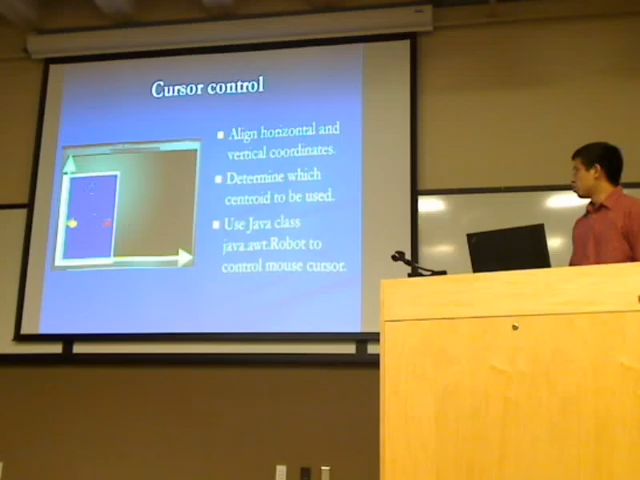 Cursor control
Align horizontal and
vertical coordinates.
Determine which
centroid to be used.
Use Java class
java.awt.Robot to
control mouse cursor.